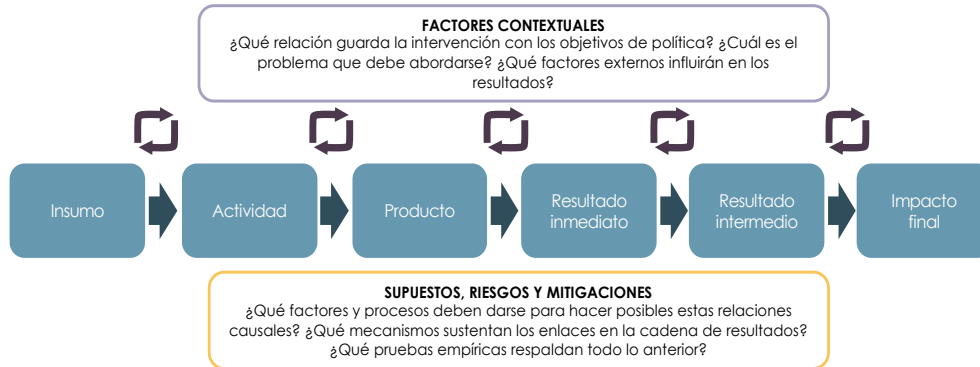 FACTORES CONTEXTUALES
¿Qué relación guarda la intervención con los objetivos de política? ¿Cuál es el
problema que debe abordarse? ¿Qué factores externos influirán en los
resultados?
Insumo
Actividad
Producto
Resultado
inmediato
Resultado
intermedio
Impacto
final
SUPUESTOS, RIESGOS Y MITIGACIONES
¿Qué factores y procesos deben darse para hacer posibles estas relaciones
causales? ¿Qué mecanismos sustentan los enlaces en la cadena de resultados?
¿Qué pruebas empíricas respaldan todo lo anterior?